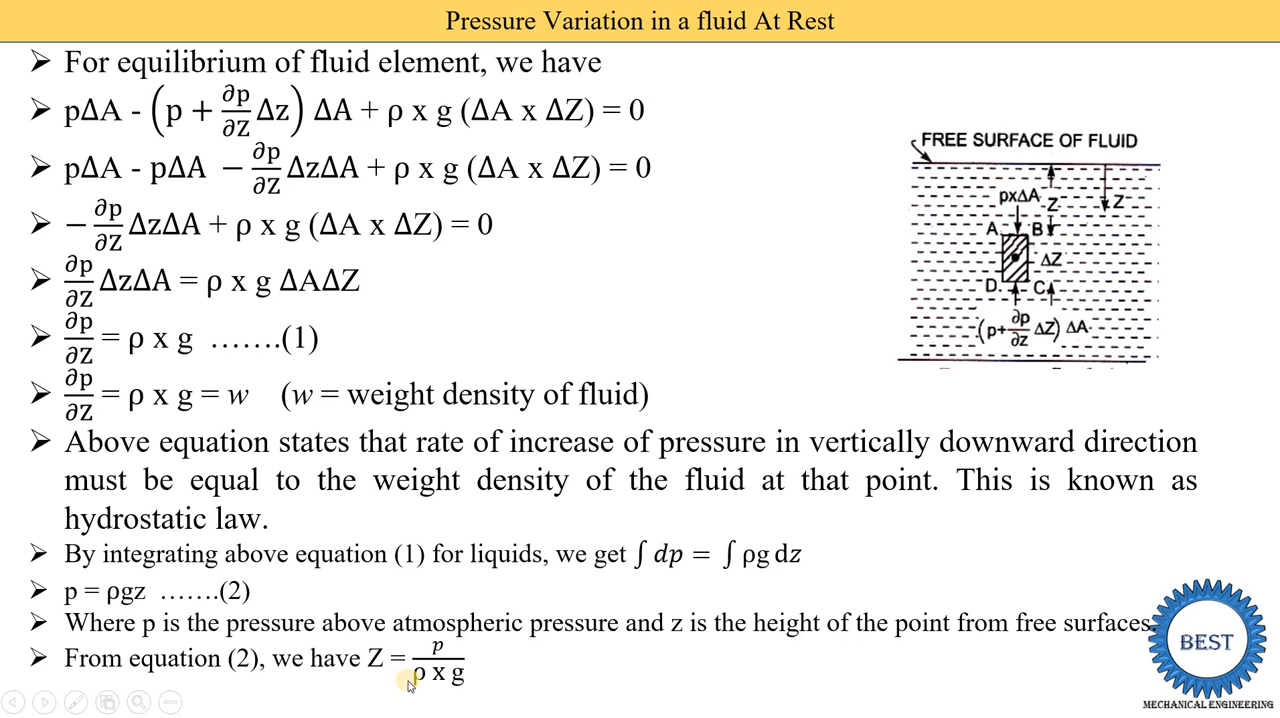 Pressure Variation in a fluid At Rest
➢ For equilibrium of fluid element, we have
➢ pΔA - (p + ∂p/∂Z Δz) ΔA + ρ x g (ΔA x ΔZ) = 0
➢ pΔA - pΔA − ∂p/∂Z ΔzΔA + ρ x g (ΔA x ΔZ) = 0
➢ − ∂p/∂Z ΔzΔA + ρ x g (ΔA x ΔZ) = 0
➢ ∂p/∂Z ΔzΔA = ρ x g ΔAΔZ
➢ ∂p/∂Z = ρ x g …….(1)
➢ ∂p/∂Z = ρ x g = w (w = weight density of fluid)
➢ Above equation states that rate of increase of pressure in vertically downward direction
must be equal to the weight density of the fluid at that point. This is known as
hydrostatic law.
➢ By integrating above equation (1) for liquids, we get ∫ dp = ∫ ρg dz
➢ p = ρgz …….(2)
➢ Where p is the pressure above atmospheric pressure and z is the height of the point from free surfaces.
➢ From equation (2), we have Z = p/ρ x g
FREE SURFACE OF FLUID
pxΔA Z Z
A B
ΔZ
D C
(p+ ∂p/∂z ΔZ) ΔA
BEST
MECHANICAL ENGINEERING